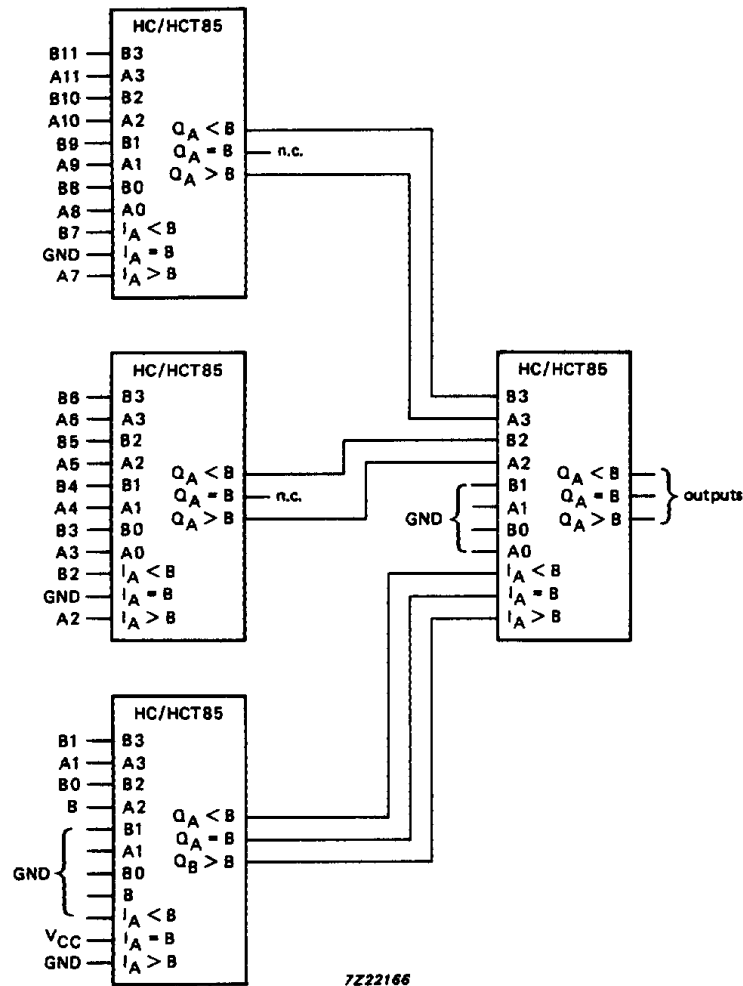 HC/HCT85
B11 B3
A11 A3
B10 B2
A10 A2
B9 B1
A9 A1
B8 B0
A8 A0
B7 IA < B
GND IA = B
A7 IA > B
QA < B
QA = B n.c.
QA > B
HC/HCT85
B6 B3
A6 A3
B5 B2
A5 A2
B4 B1
A4 A1
B3 B0
A3 A0
B2 IA < B
GND IA = B
A2 IA > B
QA < B
QA = B n.c.
QA > B
HC/HCT85
B1 B3
A1 A3
B0 B2
B A2
B1
A1
GND B0
B
IA < B
VCC IA = B
GND IA > B
QA < B
QA = B
QB > B
HC/HCT85
B3
A3
B2
A2
B1
GND A1
B0
A0
IA < B
IA = B
IA > B
QA < B
QA = B outputs
QA > B
7Z22166